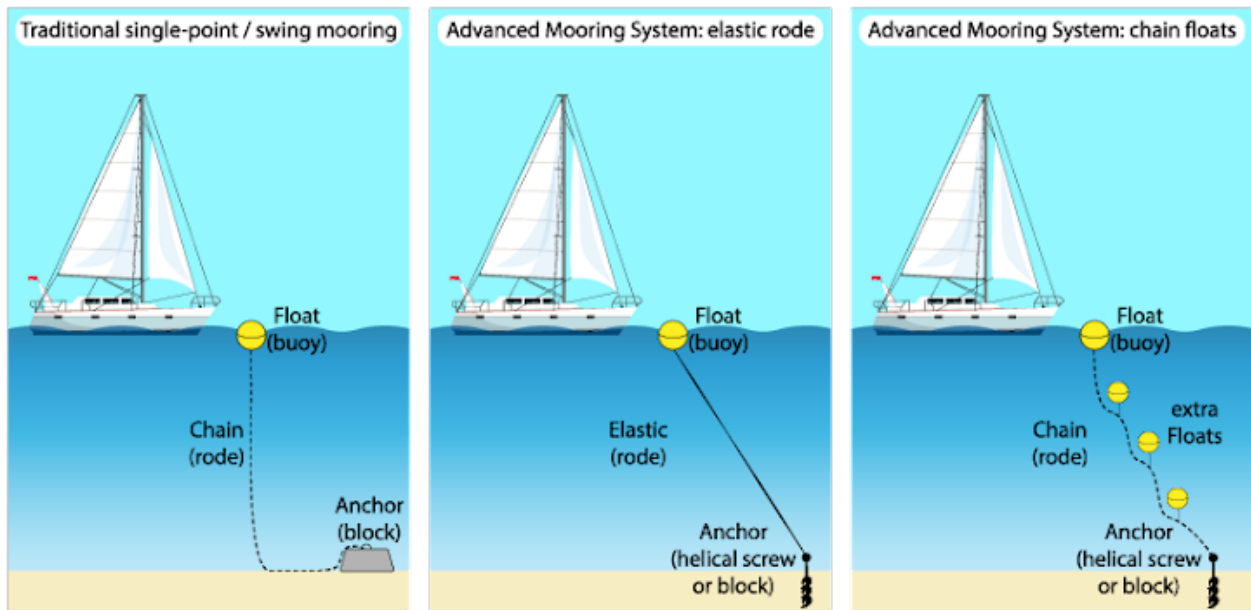 Traditional single-point / swing mooring
Float
(buoy)
Chain
(rode)
Anchor
(block)
Advanced Mooring System: elastic rode
Float
(buoy)
Elastic
(rode)
Anchor
(helical screw
or block)
Advanced Mooring System: chain floats
Float
(buoy)
extra
Floats
Chain
(rode)
Anchor
(helical screw
or block)